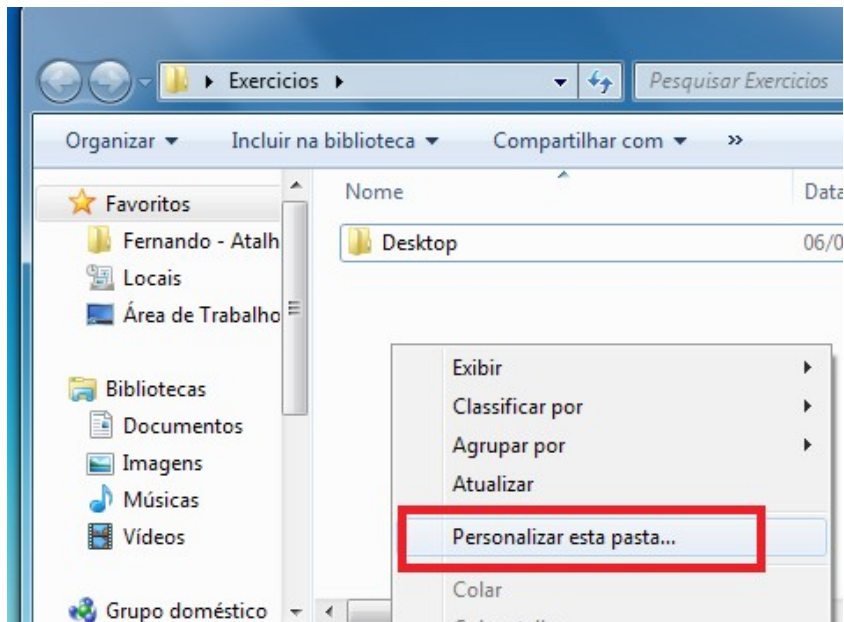 Exercicios
Pesquisar Exercicios
Organizar
Incluir na biblioteca
Compartilhar com
»
Favoritos
Fernando - Atalh
Locais
Área de Trabalho
Bibliotecas
Documentos
Imagens
Músicas
Vídeos
Grupo doméstico
Nome
Data
Desktop
06/0
Exibir
Classificar por
Agrupar por
Atualizar
Personalizar esta pasta...
Colar